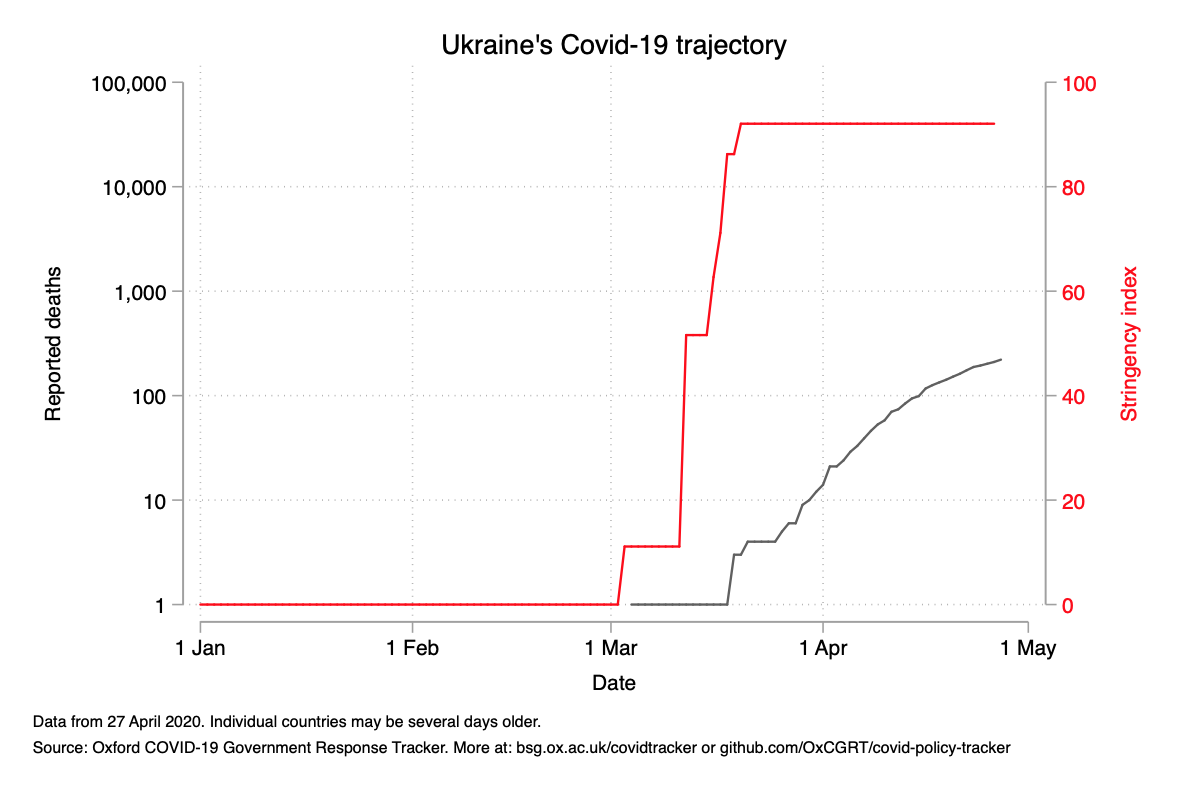 Ukraine's Covid-19 trajectory
100,000
10,000
1,000
100
10
1
Reported deaths
100
80
60
40
20
0
Stringency index
1 Jan
1 Feb
1 Mar
1 Apr
1 May
Date
Data from 27 April 2020. Individual countries may be several days older.
Source: Oxford COVID-19 Government Response Tracker. More at: bsg.ox.ac.uk/covidtracker or github.com/OxCGRT/covid-policy-tracker